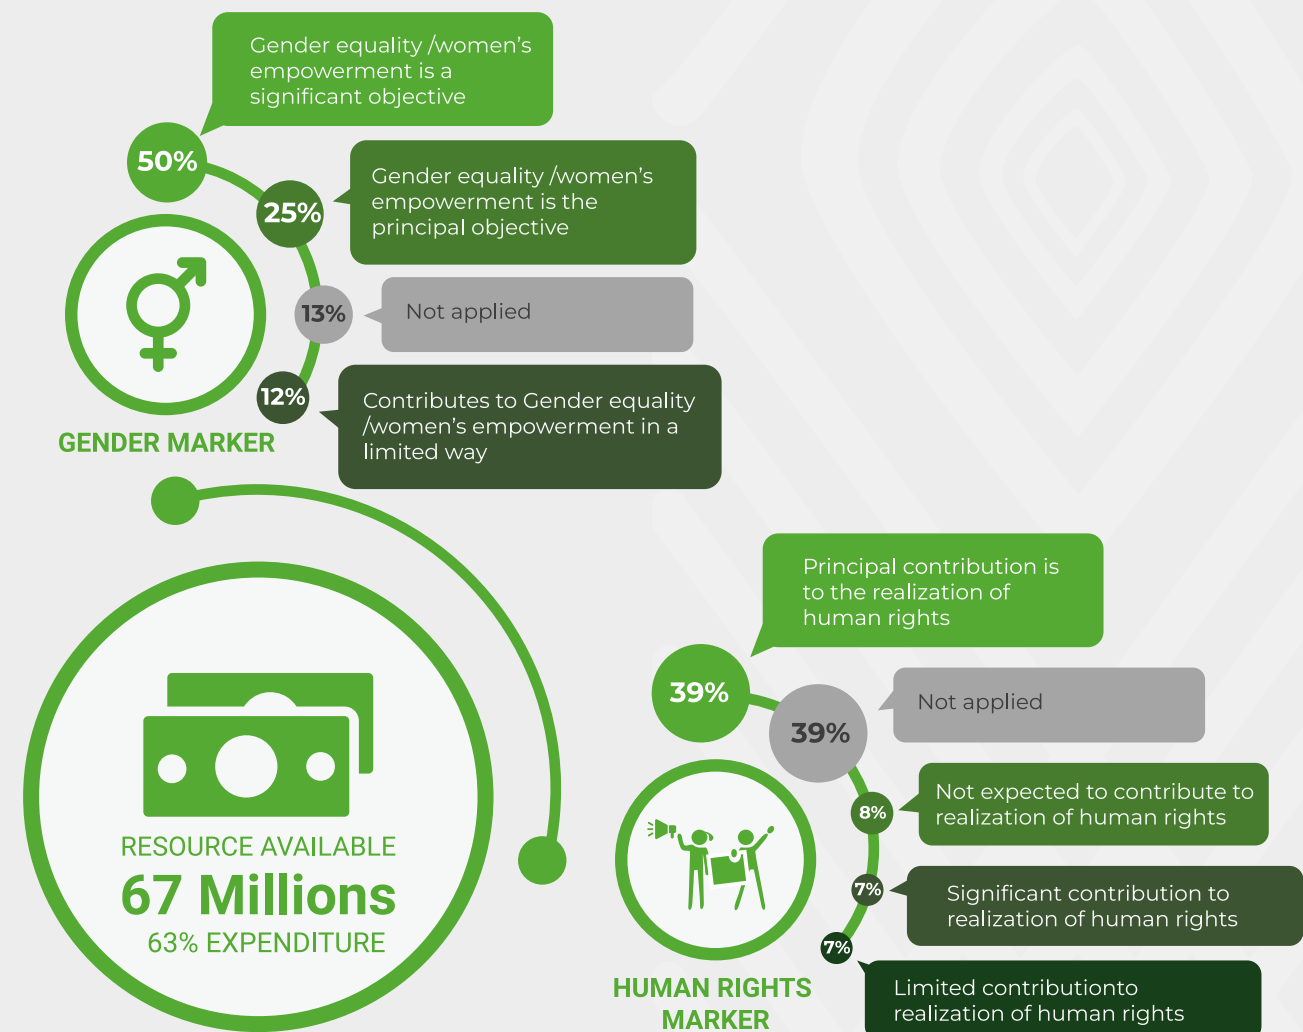 Gender equality /women's
empowerment is a
significant objective
50%
Gender equality /women's
empowerment is the
principal objective
25%
13%
Not applied
12%
Contributes to Gender equality
/women's empowerment in a
limited way
GENDER MARKER
RESOURCE AVAILABLE
67 Millions
63% EXPENDITURE
Principal contribution is
to the realization of
human rights
39%
39%
Not applied
8%
Not expected to contribute to
realization of human rights
7%
Significant contribution to
realization of human rights
7%
Limited contributionto
realization of human rights
HUMAN RIGHTS
MARKER